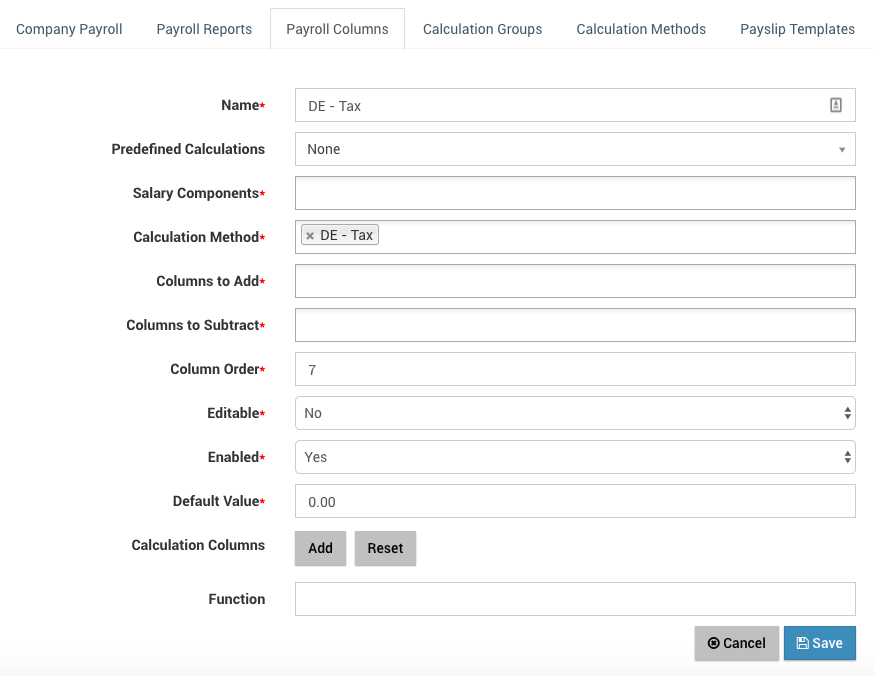 Company Payroll Payroll Reports Payroll Columns Calculation Groups Calculation Methods Payslip Templates
Name* DE - Tax
Predefined Calculations None
Salary Components*
Calculation Method* × DE - Tax
Columns to Add*
Columns to Subtract*
Column Order* 7
Editable* No
Enabled* Yes
Default Value* 0.00
Calculation Columns Add Reset
Function
Cancel Save